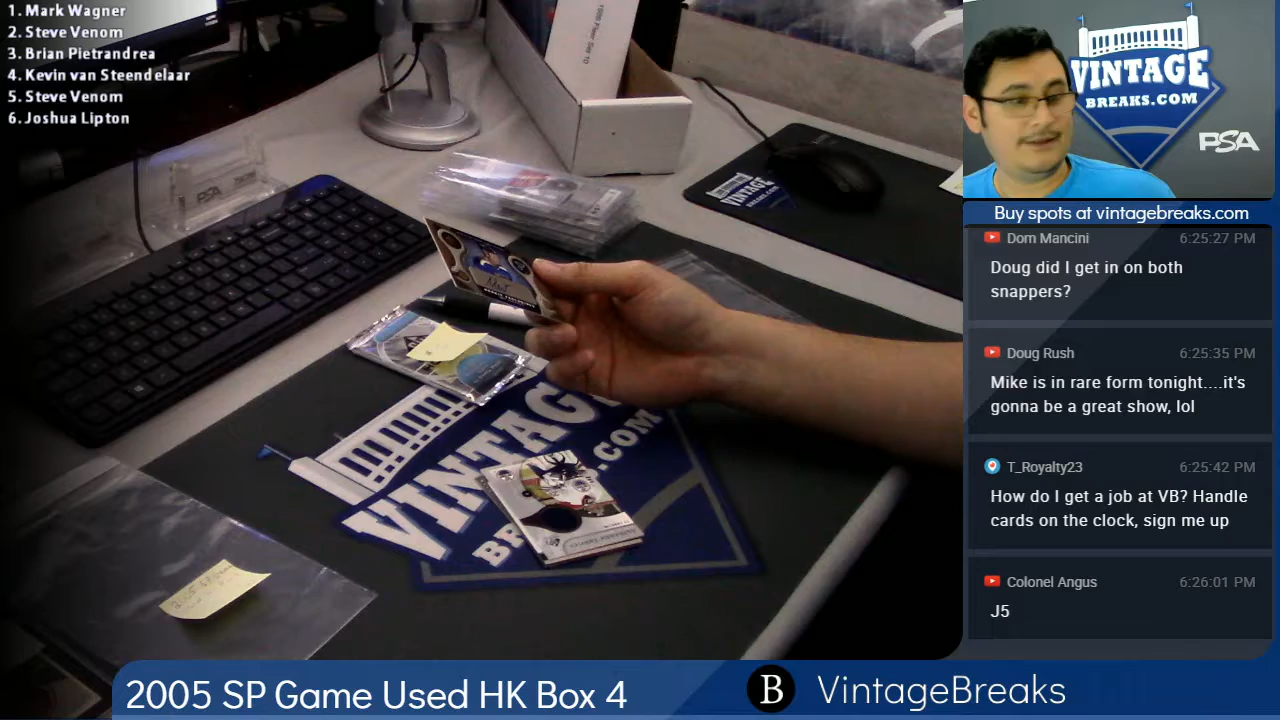 1. Mark Wagner
2. Steve Venom
3. Brian Pietrandrea
4. Kevin van Steendelaar
5. Steve Venom
6. Joshua Lipton
VINTAGE
BREAKS.COM
PSA
Buy spots at vintagebreaks.com
Dom Mancini 6:25:27 PM
Doug did I get in on both
snappers?
Doug Rush 6:25:35 PM
Mike is in rare form tonight....it's
gonna be a great show, lol
T_Royalty23 6:25:42 PM
How do I get a job at VB? Handle
cards on the clock, sign me up
Colonel Angus 6:26:01 PM
J5
PSA
VINTAGE
VINTAGE
.COM
2005 SP Game Used HK Box 4
B VintageBreaks